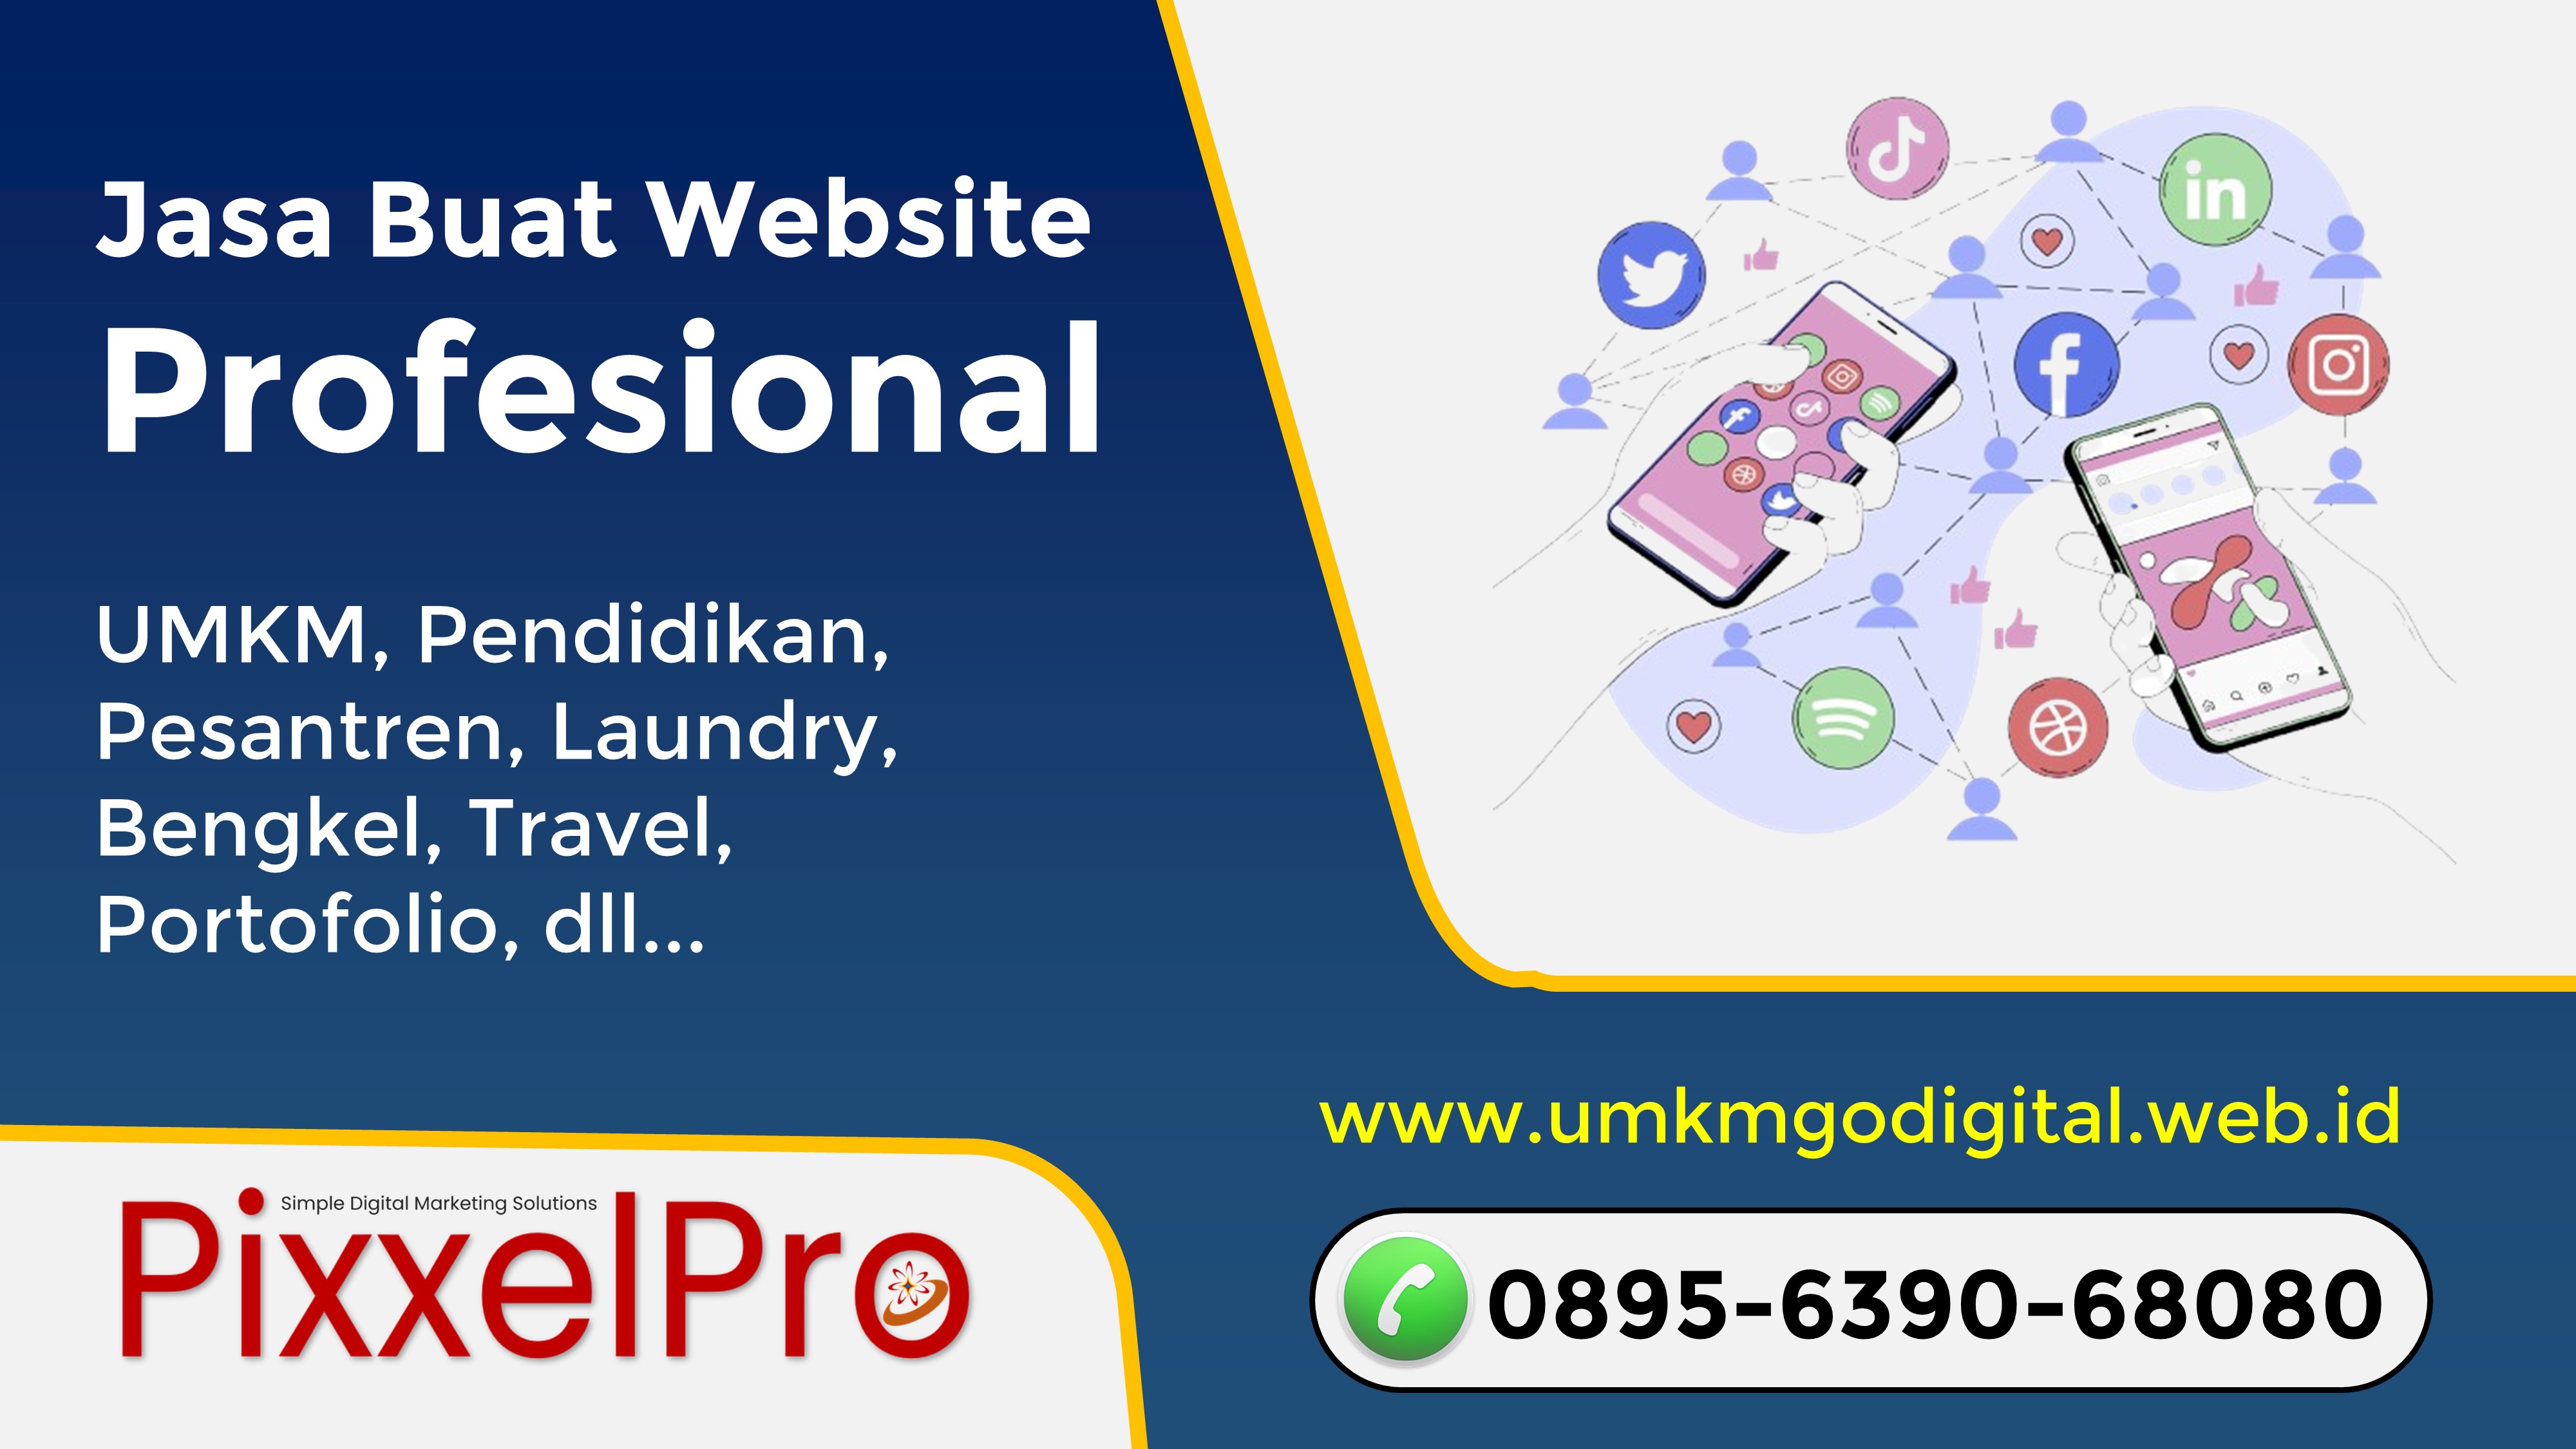 Jasa Buat Website
Profesional
UMKM, Pendidikan,
Pesantren, Laundry,
Bengkel, Travel,
Portofolio, dll...
in
www.umkmgodigital.web.id
Simple Digital Marketing Solutions
PixxelPro
0895-6390-68080